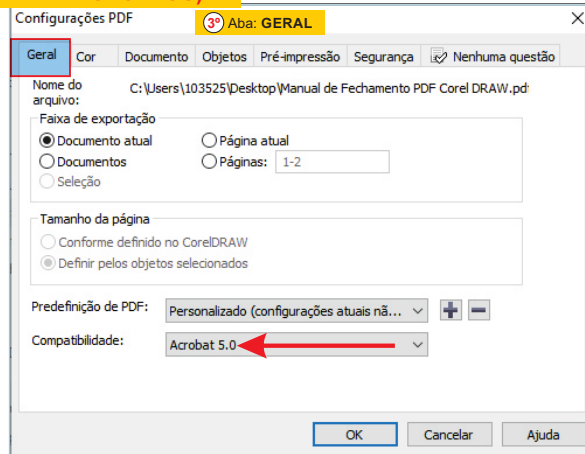 Configurações PDF
3º Aba: GERAL
Geral Cor Documento Objetos Pré-impressão Segurança Nenhuma questão
Nome do arquivo: C:\Users\103525\Desktop\Manual de Fechamento PDF Corel DRAW.pd
Faixa de exportação
Documento atual Página atual
Documentos Páginas: 1-2
Seleção
Tamanho da página
Conforme definido no CorelDRAW
Definir pelos objetos selecionados
Predefinição de PDF: Personalizado (configurações atuais nã...
Compatibilidade: Acrobat 5.0
OK Cancelar Ajuda